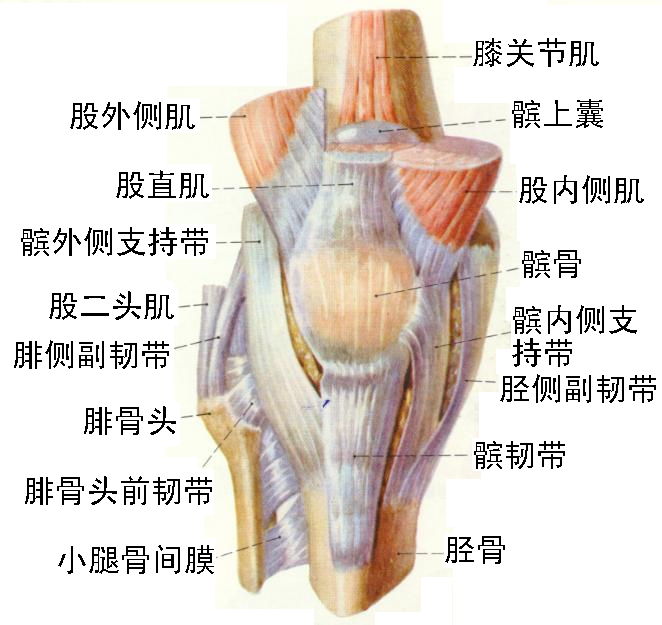 膝关节肌
髌上囊
股外侧肌
股直肌
股内侧肌
髌外侧支持带
髌骨
股二头肌
髌内侧支
持带
腓侧副韧带
胫侧副韧带
腓骨头
髌韧带
腓骨头前韧带
小腿骨间膜
胫骨